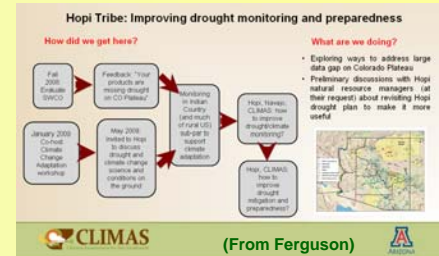 Hopi Tribe: Improving drought monitoring and preparedness
How did we get here?
Fall
2008:
Evaluate
SWCO
Feedback: "Your
products are
missing drought
on CO Plateau"
January 2009:
Co-host
Climate
Change
Adaptation
workshop
May 2009:
Invited to Hopi
to discuss
drought and
climate change
science and
conditions on
the ground
Monitoring
in Indian
Country
(and much
of rural US)
sub-par to
support
climate
adaptation
Hopi, Navajo,
CLIMAS: how
to improve
drought/climate
monitoring?
Hopi, CLIMAS:
how to
improve
drought
mitigation and
preparedness?
What are we doing?
• Exploring ways to address large
data gap on Colorado Plateau
• Preliminary discussions with Hopi
natural resource managers (at
their request) about revisiting Hopi
drought plan to make it more
useful
CLIMAS
(From Ferguson)
A
ARIZONA